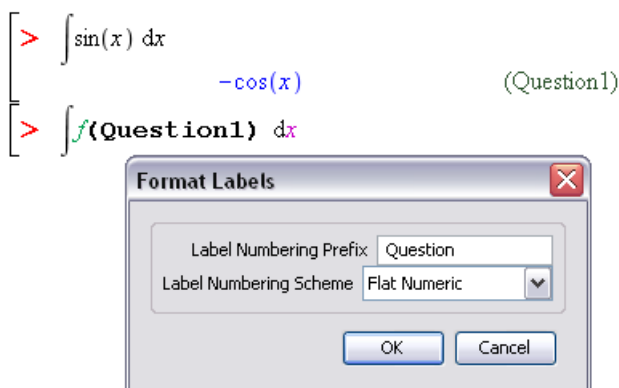 > ∫sin(x) dx
−cos(x) (Question1)
> ∫f(Question1) dx
Format Labels
Label Numbering Prefix Question
Label Numbering Scheme Flat Numeric
OK Cancel